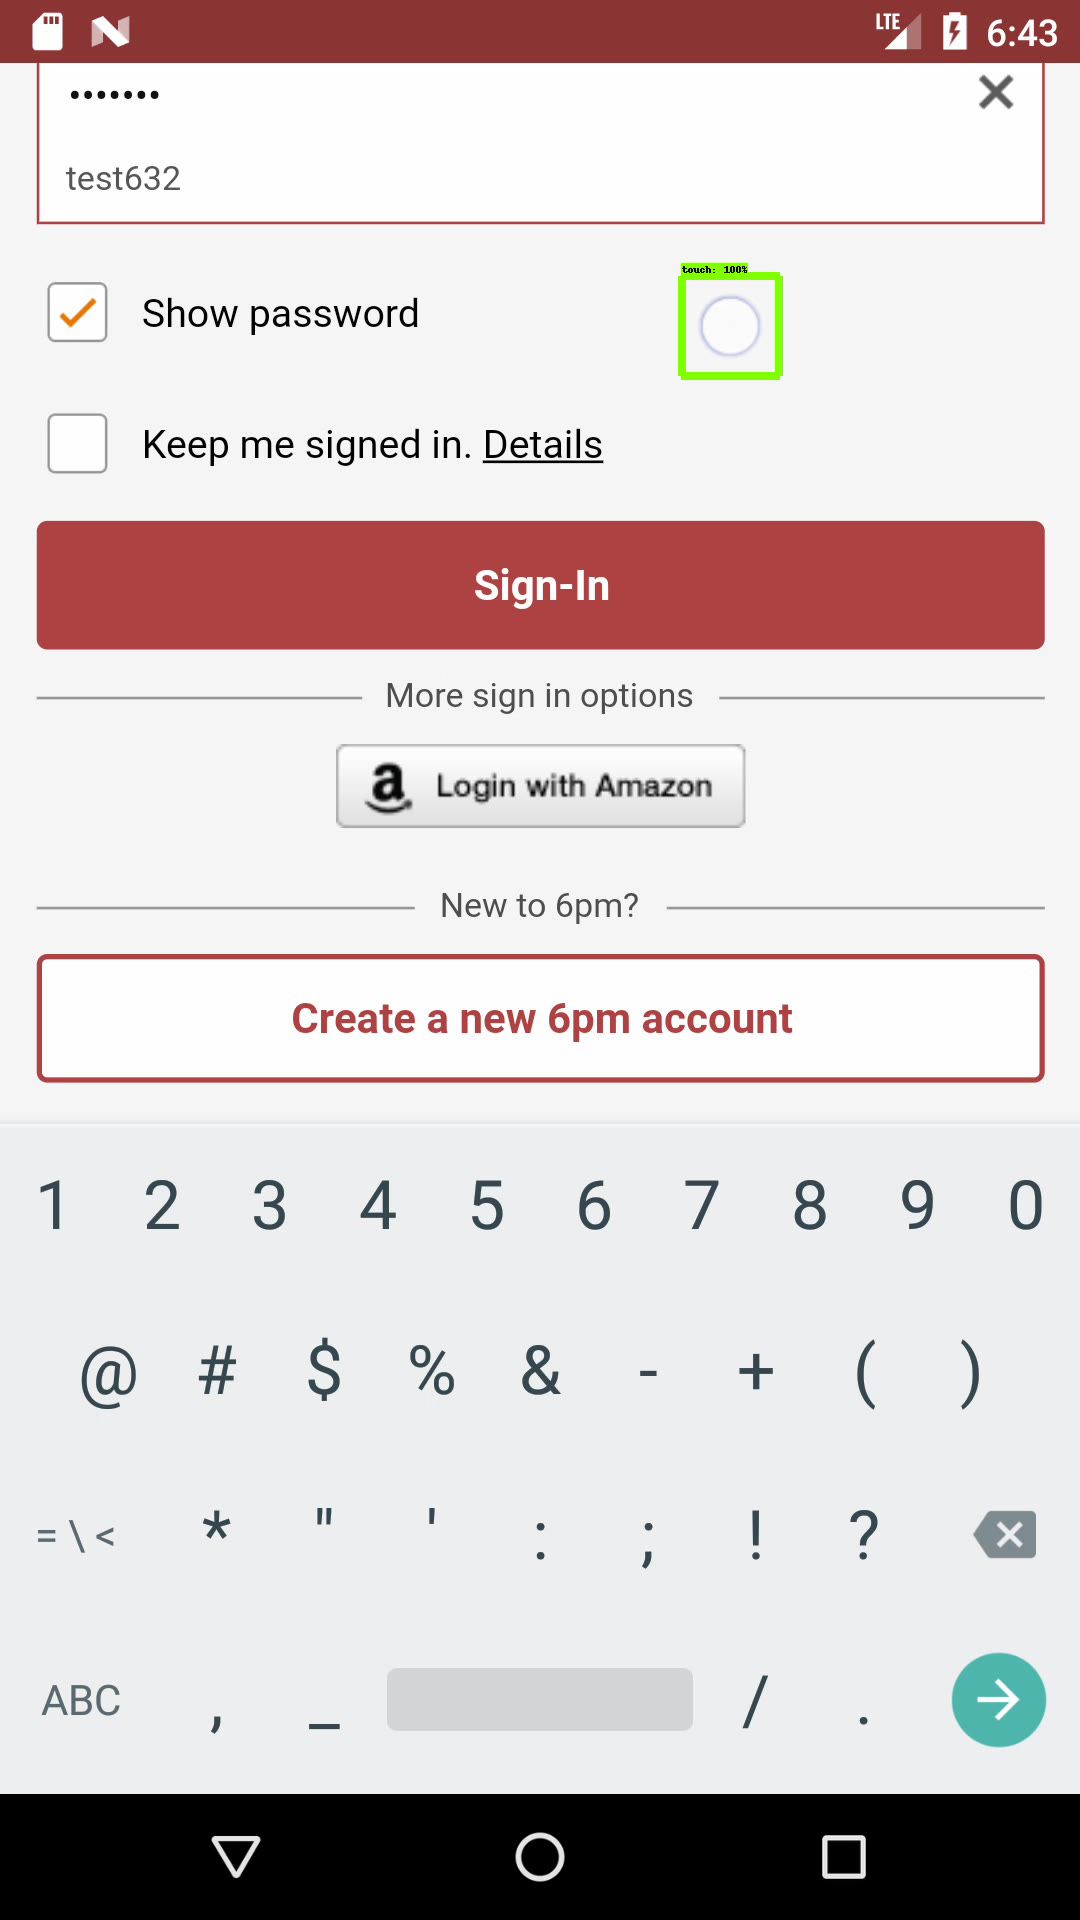 LTE 6:43
•••••••
test632
touch: 100%
Show password
Keep me signed in. Details
Sign-In
More sign in options
a Login with Amazon
New to 6pm?
Create a new 6pm account
1 2 3 4 5 6 7 8 9 0
@ # $ % & - + ( )
= \ < * " ' : ; ! ?
ABC , _ / .